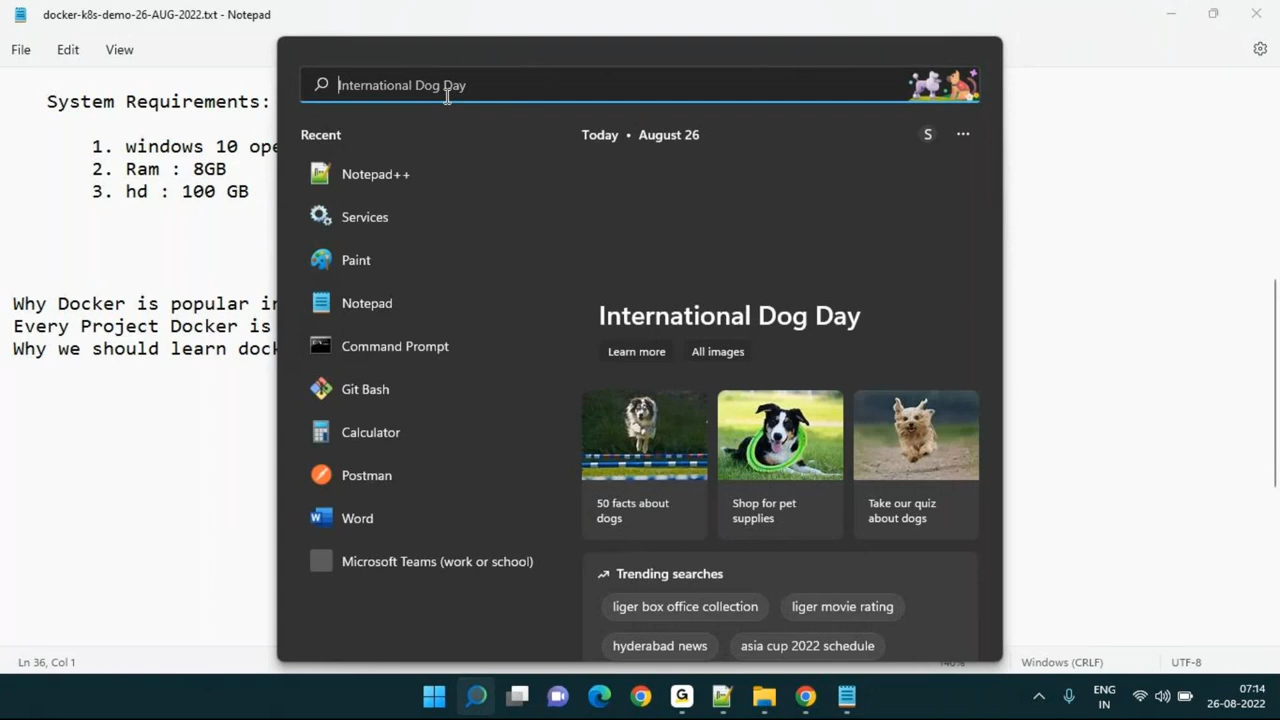 docker-k8s-demo-26-AUG-2022.txt - Notepad
File Edit View
International Dog Day
System Requirements:
1. windows 10 ope
2. Ram : 8GB
3. hd : 100 GB
Why Docker is popular in
Every Project Docker is
Why we should learn dock
Recent
Notepad++
Services
Paint
Notepad
Command Prompt
Git Bash
Calculator
Postman
Word
Microsoft Teams (work or school)
Today • August 26
S
International Dog Day
Learn more All images
50 facts about
dogs
Shop for pet
supplies
Take our quiz
about dogs
Trending searches
liger box office collection liger movie rating
hyderabad news asia cup 2022 schedule
Ln 36, Col 1
140%
Windows (CRLF)
UTF-8
G
ENG
IN
07:14
26-08-2022